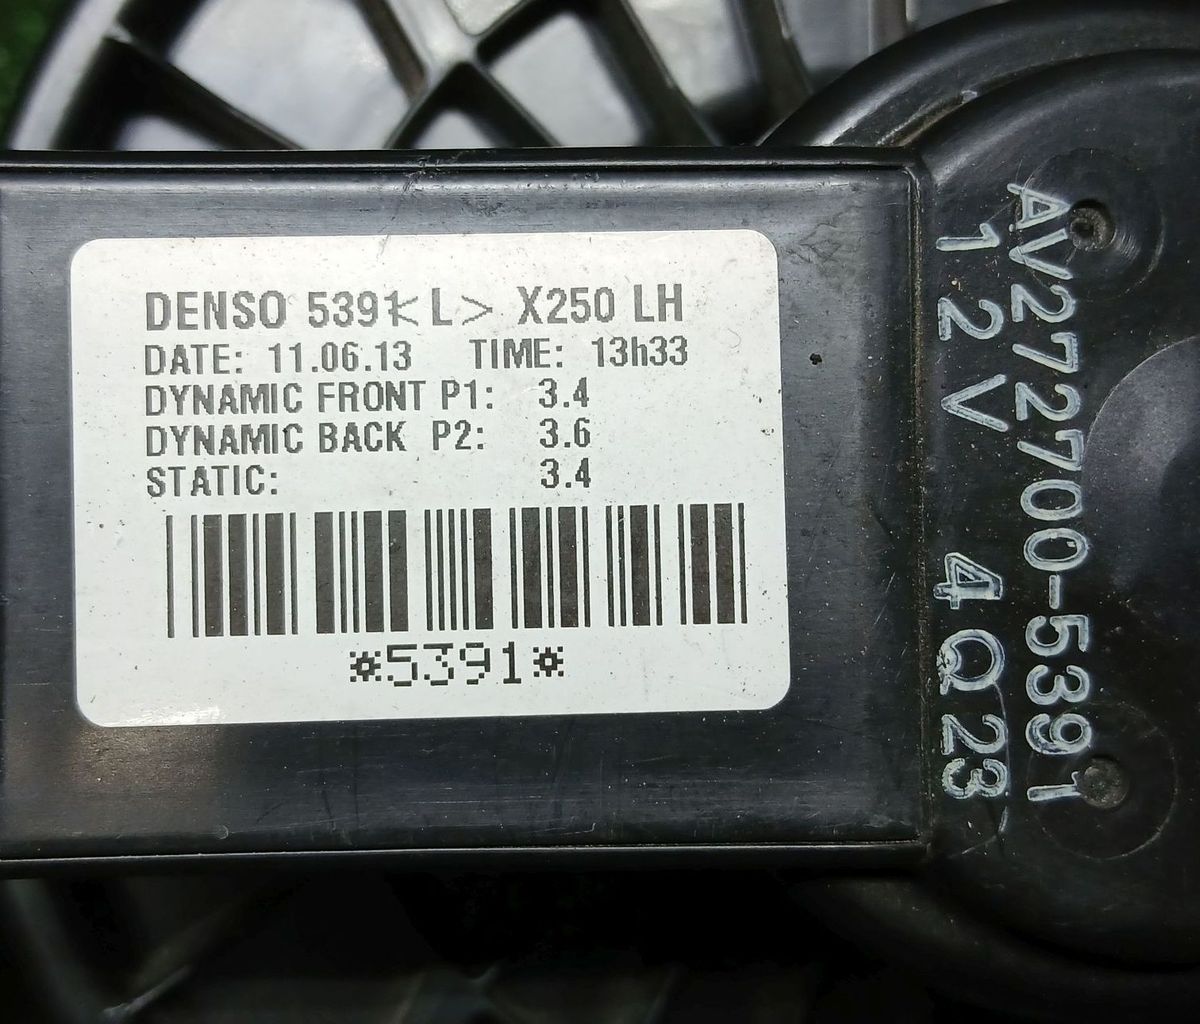 DENSO 5391<L> X250 LH
DATE: 11.06.13 TIME: 13h33
DYNAMIC FRONT P1: 3.4
DYNAMIC BACK P2: 3.6
STATIC: 3.4
*5391*
AV272700-5391
12V 4Q23